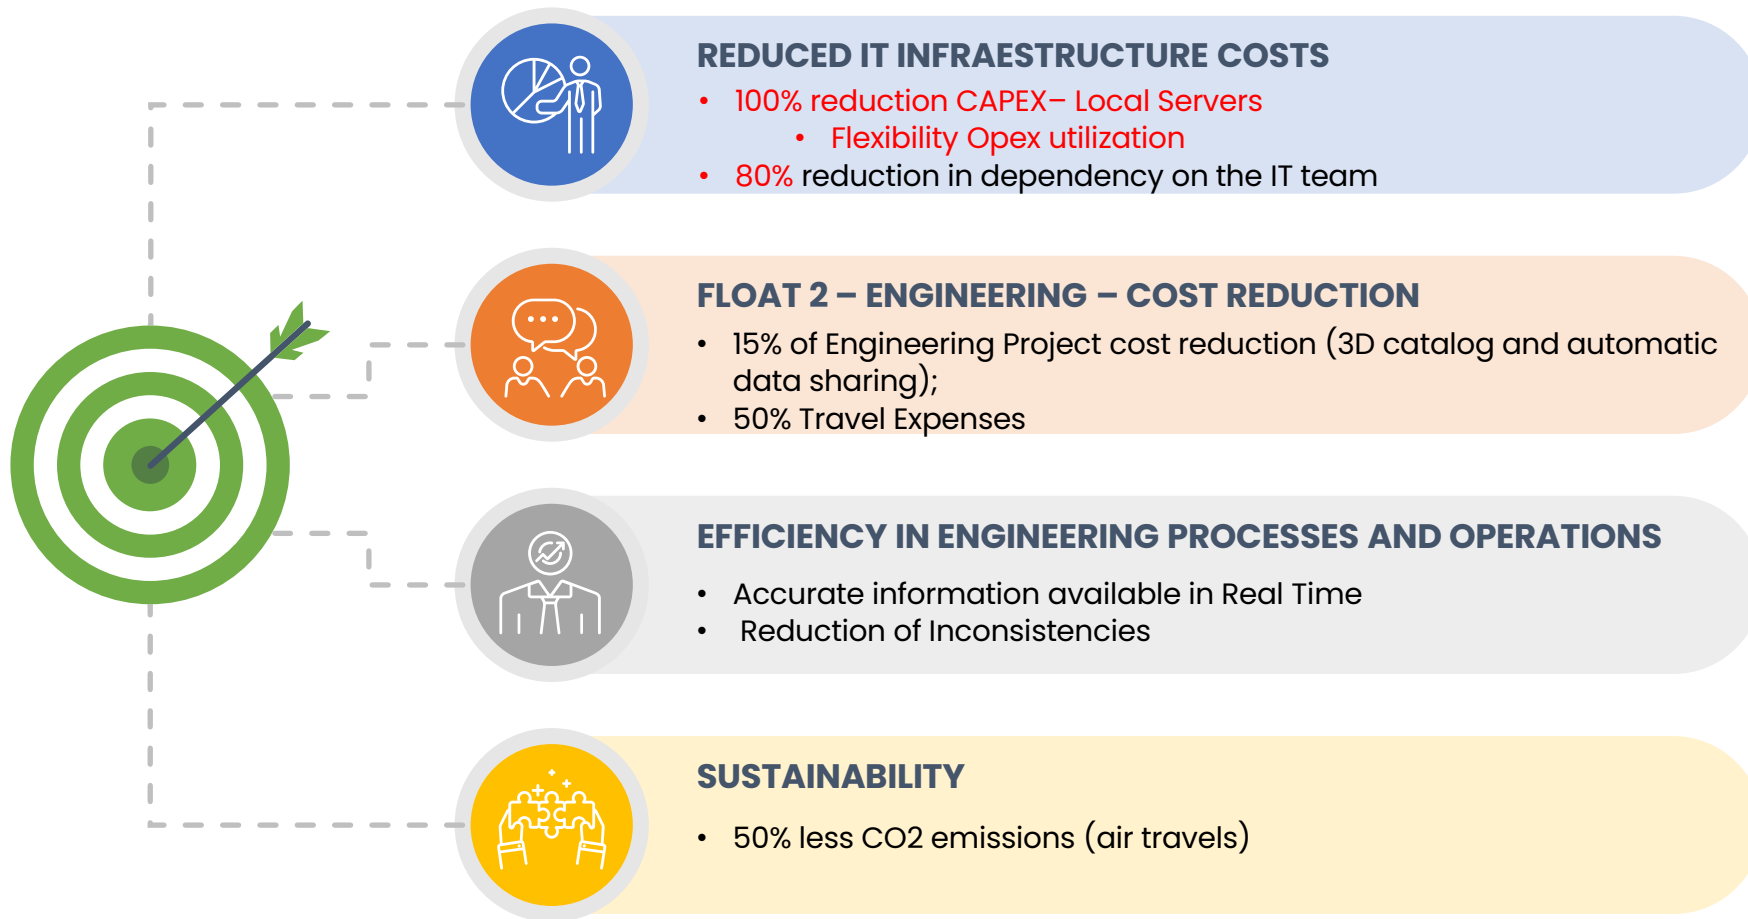 REDUCED IT INFRAESTRUCTURE COSTS
• 100% reduction CAPEX– Local Servers
• Flexibility Opex utilization
• 80% reduction in dependency on the IT team
FLOAT 2 – ENGINEERING – COST REDUCTION
• 15% of Engineering Project cost reduction (3D catalog and automatic
data sharing);
• 50% Travel Expenses
EFFICIENCY IN ENGINEERING PROCESSES AND OPERATIONS
• Accurate information available in Real Time
• Reduction of Inconsistencies
SUSTAINABILITY
• 50% less CO2 emissions (air travels)